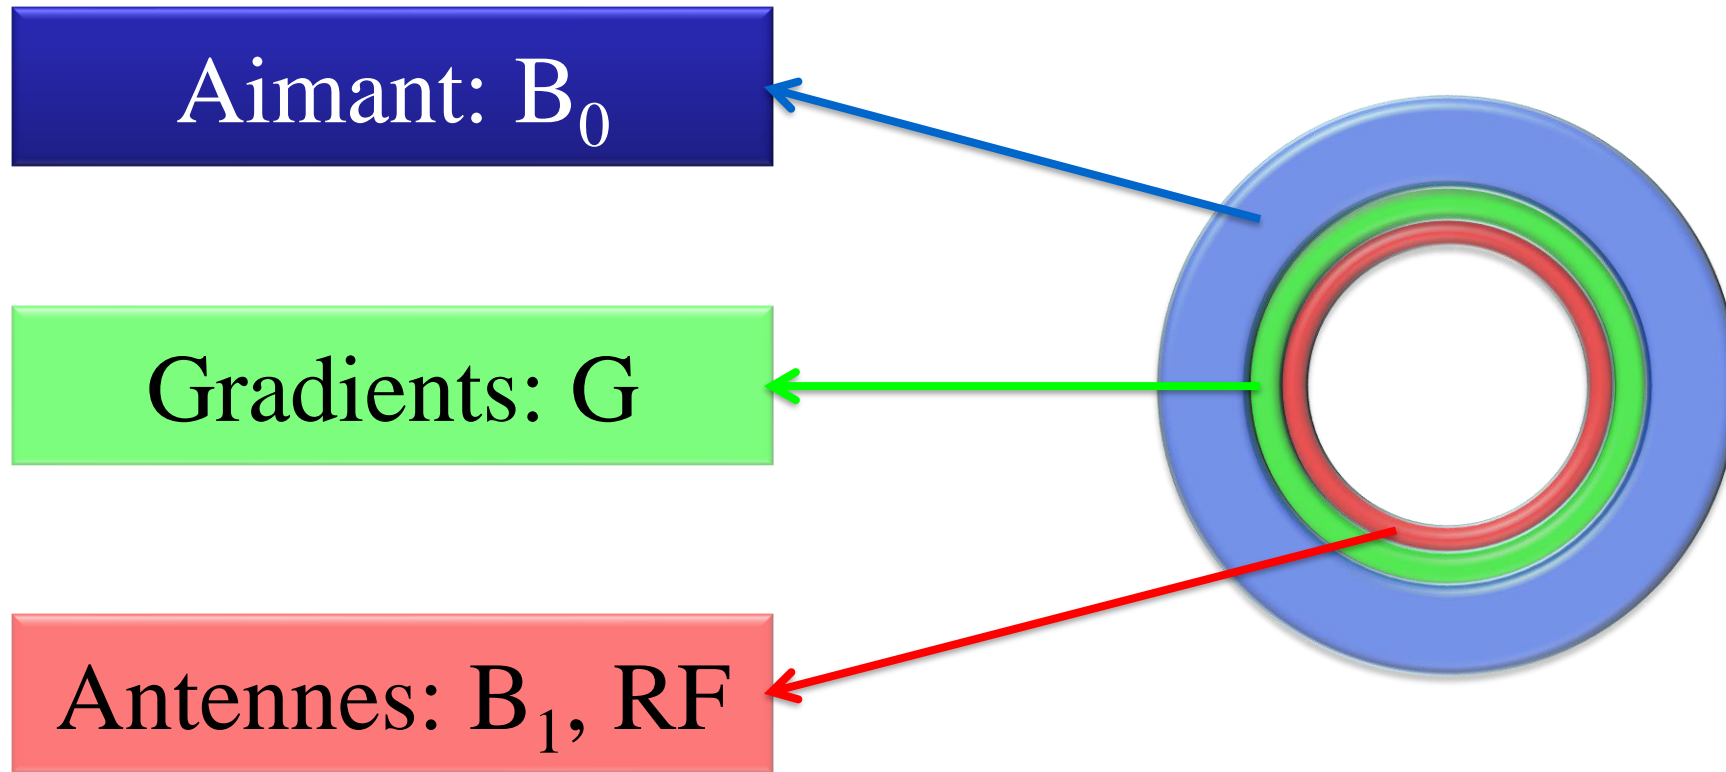 Aimant: B₀
Gradients: G
Antennes: B₁, RF